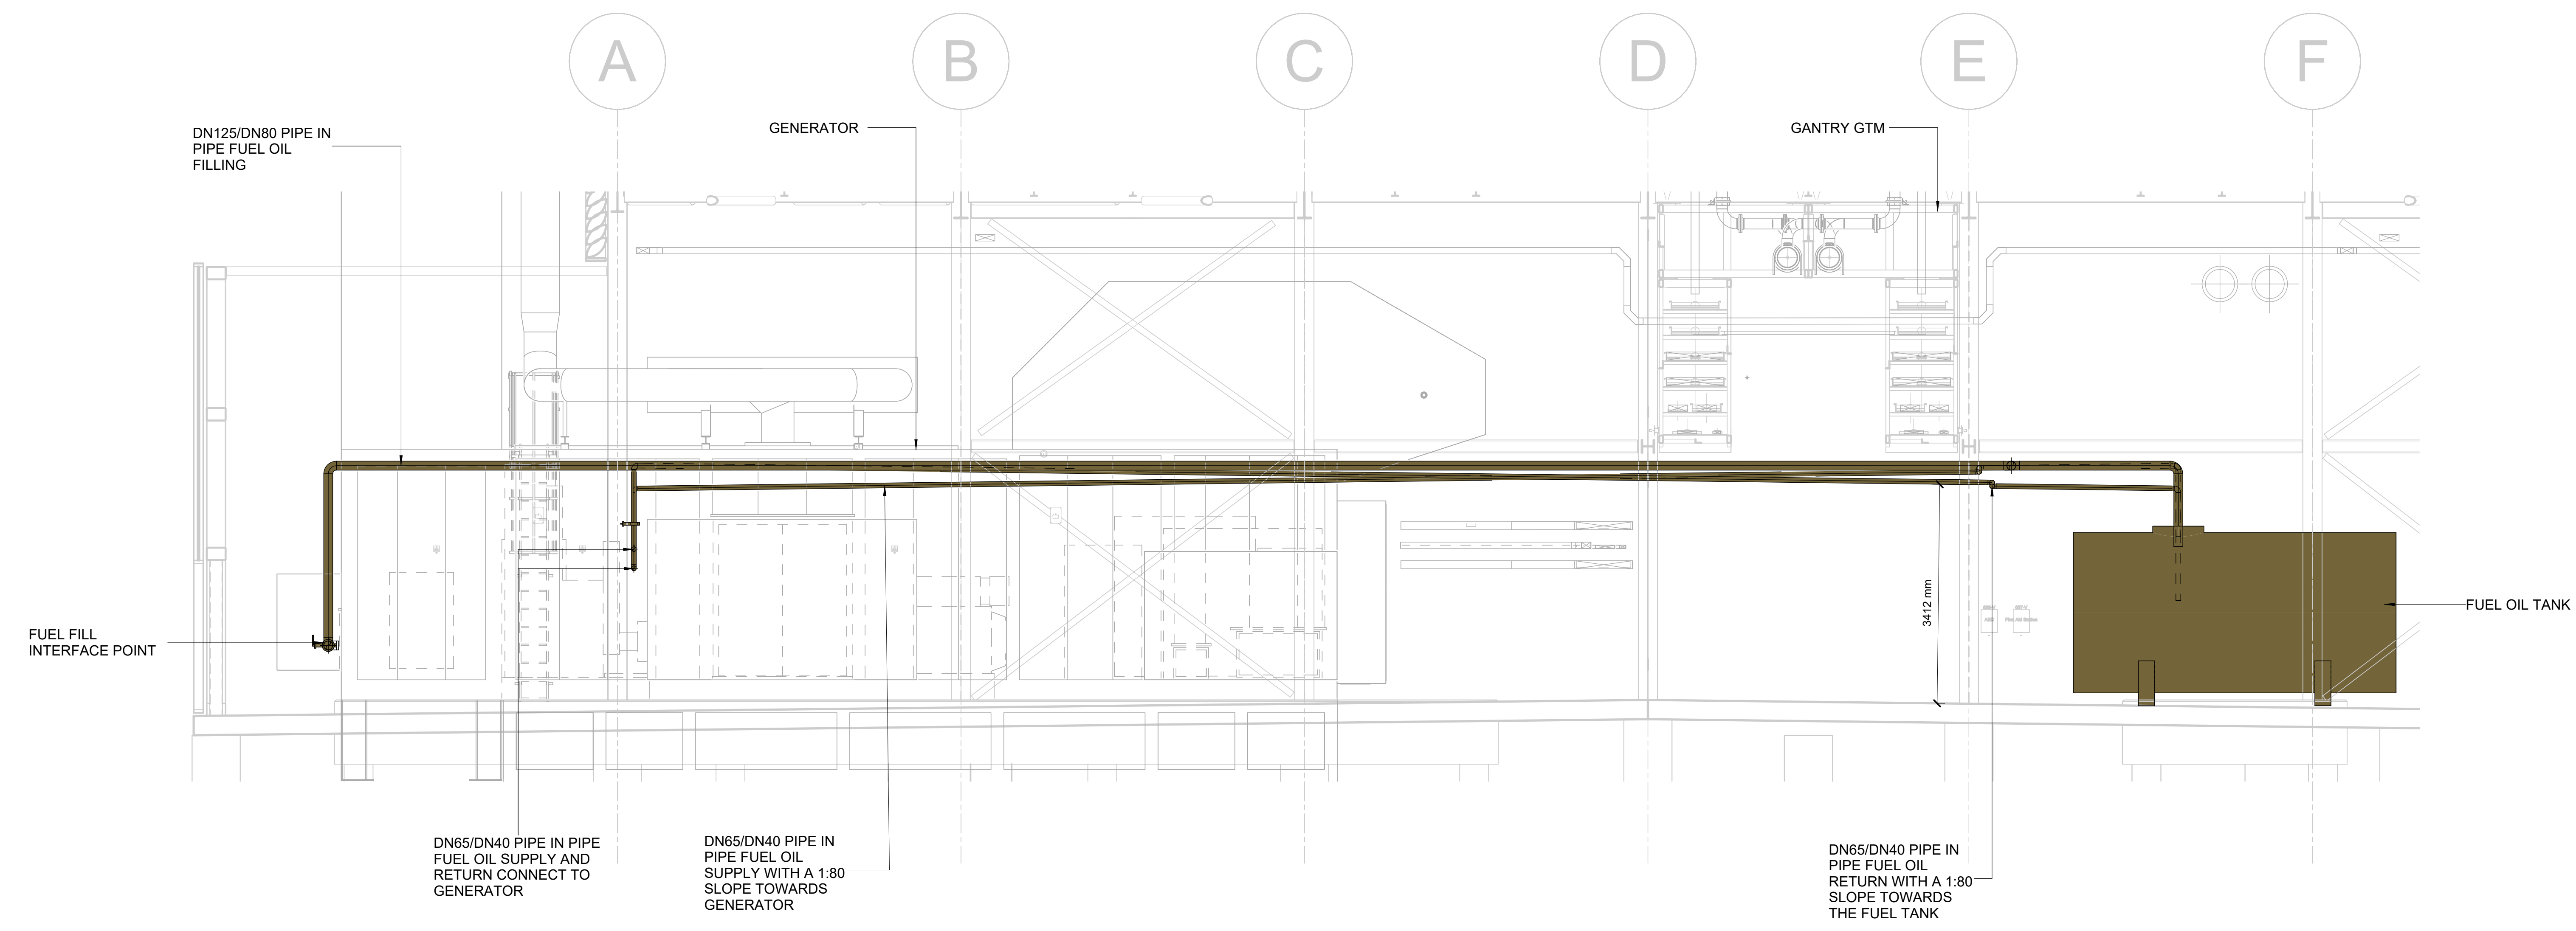 A
B
C
D
E
F
DN125/DN80 PIPE IN
PIPE FUEL OIL
FILLING
GENERATOR
GANTRY GTM
FUEL FILL
INTERFACE POINT
3412 mm
FUEL OIL TANK
DN65/DN40 PIPE IN PIPE
FUEL OIL SUPPLY AND
RETURN CONNECT TO
GENERATOR
DN65/DN40 PIPE IN
PIPE FUEL OIL
SUPPLY WITH A 1:80
SLOPE TOWARDS
GENERATOR
DN65/DN40 PIPE IN
PIPE FUEL OIL
RETURN WITH A 1:80
SLOPE TOWARDS
THE FUEL TANK